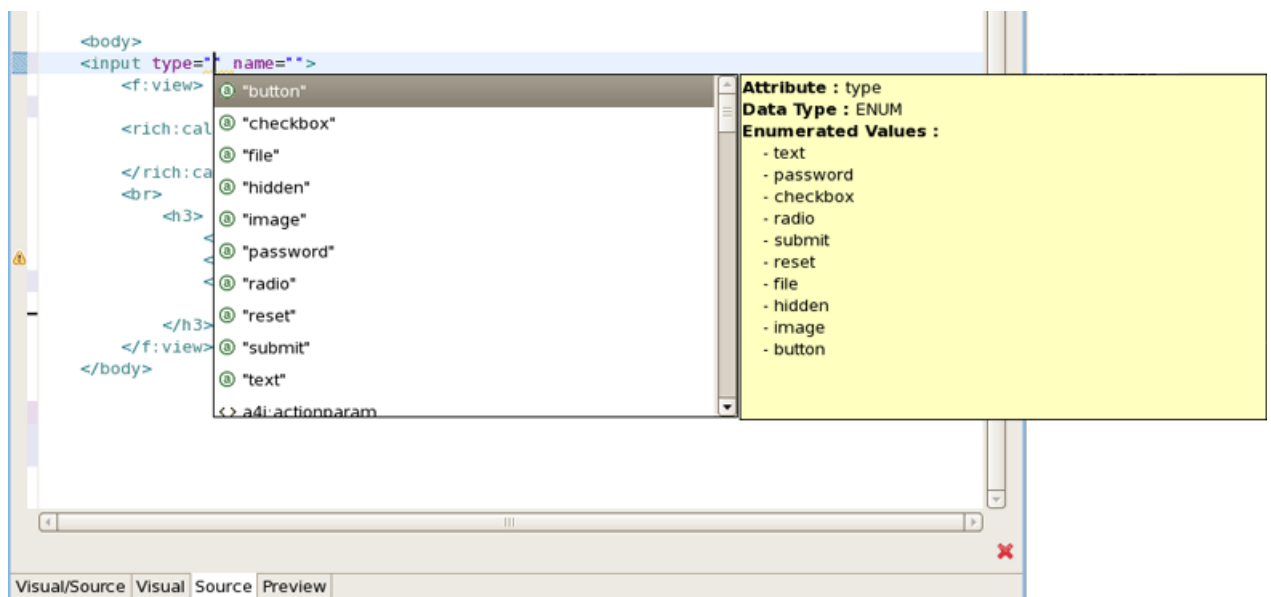 <body>
<input type="" name="">
<f:view>
<rich:cal
</rich:ca
<br>
<h3>
<
<
<
</h3>
</f:view>
</body>
"button"
"checkbox"
"file"
"hidden"
"image"
"password"
"radio"
"reset"
"submit"
"text"
<> a4j:actionparam
Attribute : type
Data Type : ENUM
Enumerated Values :
- text
- password
- checkbox
- radio
- submit
- reset
- file
- hidden
- image
- button
Visual/Source Visual Source Preview